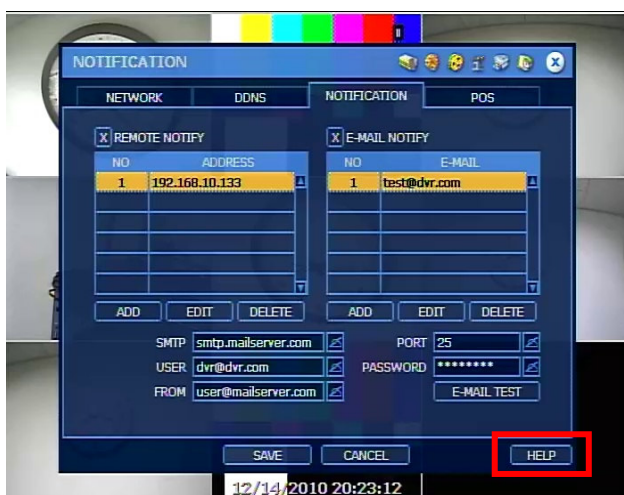 NOTIFICATION
NETWORK DDNS NOTIFICATION POS
X REMOTE NOTIFY X E-MAIL NOTIFY
NO ADDRESS NO E-MAIL
1 192.168.10.133 1 test@dvr.com
ADD EDIT DELETE ADD EDIT DELETE
SMTP smtp.mailserver.com PORT 25
USER dvr@dvr.com PASSWORD ********
FROM user@mailserver.com E-MAIL TEST
SAVE CANCEL HELP
12/14/2010 20:23:12